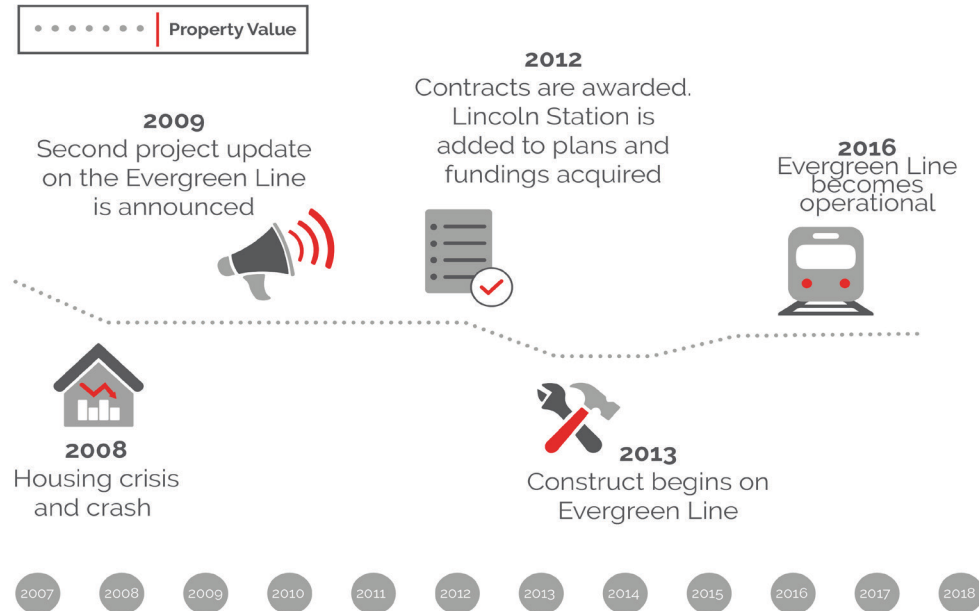 Property Value
2009
Second project update
on the Evergreen Line
is announced
2012
Contracts are awarded.
Lincoln Station is
added to plans and
fundings acquired
2016
Evergreen Line
becomes
operational
2008
Housing crisis
and crash
2013
Construct begins on
Evergreen Line
2007 2008 2009 2010 2011 2012 2013 2014 2015 2016 2017 2018